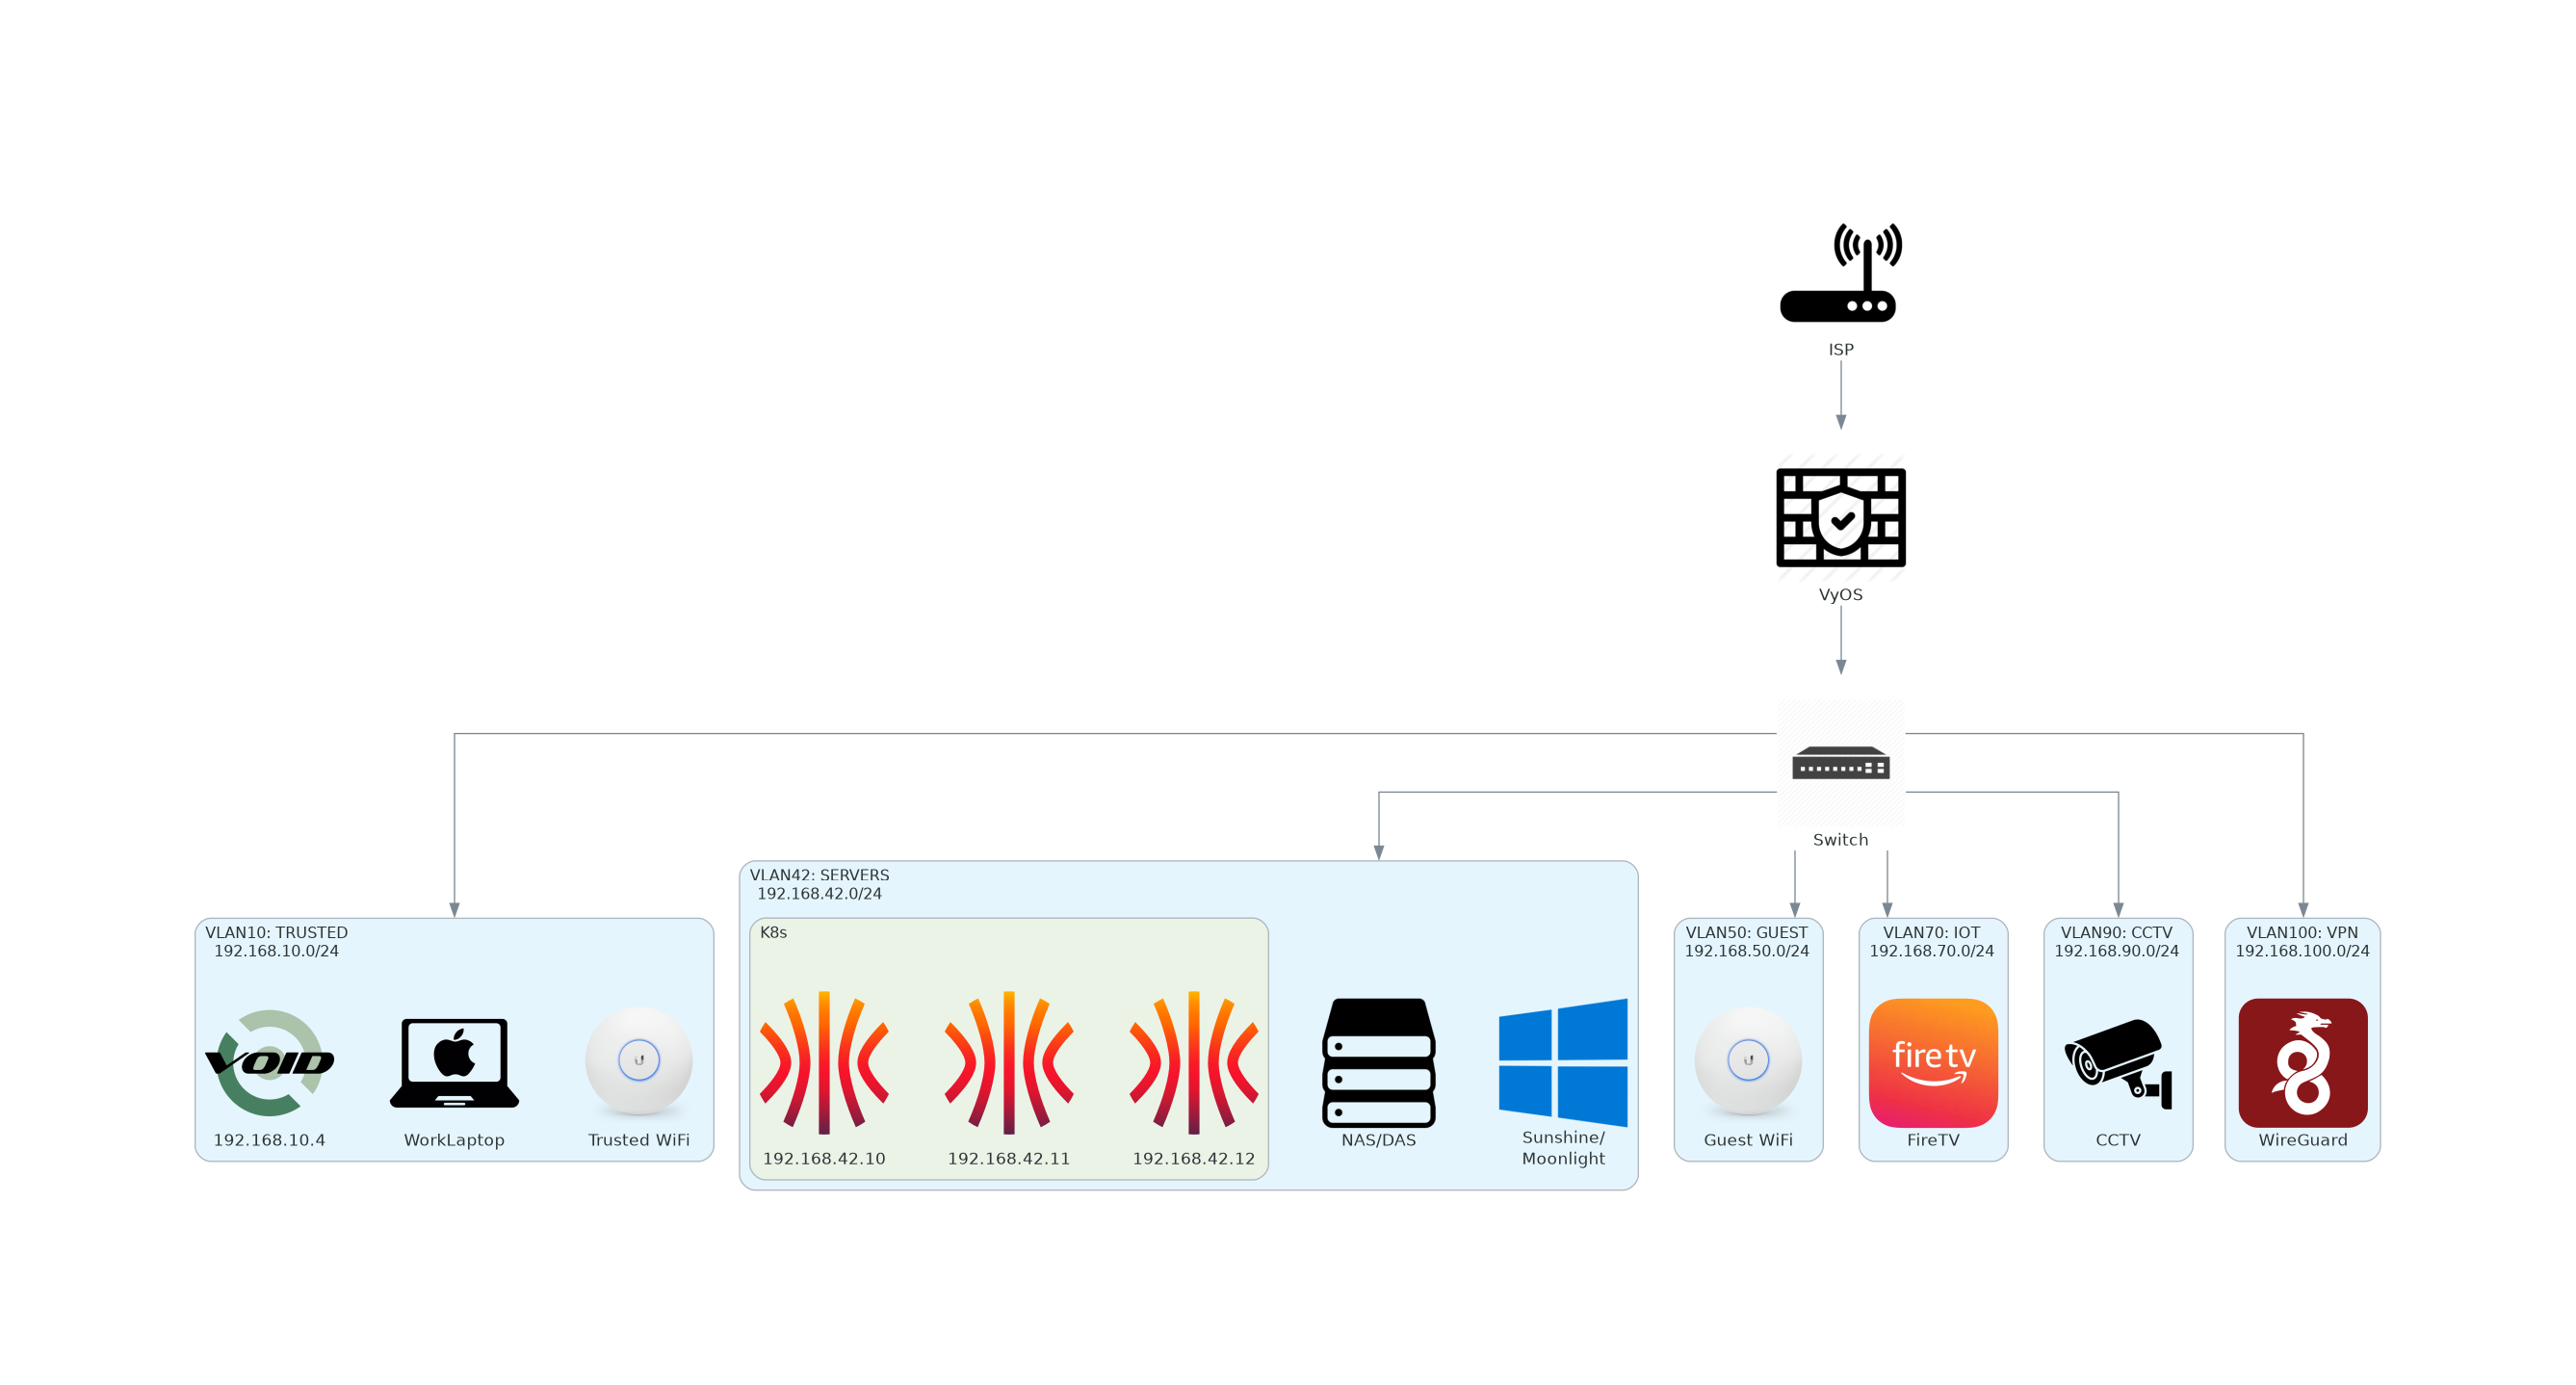 ISP
VyOS
Switch
VLAN10: TRUSTED
192.168.10.0/24
VOID
192.168.10.4
WorkLaptop
Trusted WiFi
VLAN42: SERVERS
192.168.42.0/24
K8s
192.168.42.10
192.168.42.11
192.168.42.12
NAS/DAS
Sunshine/
Moonlight
VLAN50: GUEST
192.168.50.0/24
Guest WiFi
VLAN70: IOT
192.168.70.0/24
firetv
FireTV
VLAN90: CCTV
192.168.90.0/24
CCTV
VLAN100: VPN
192.168.100.0/24
WireGuard